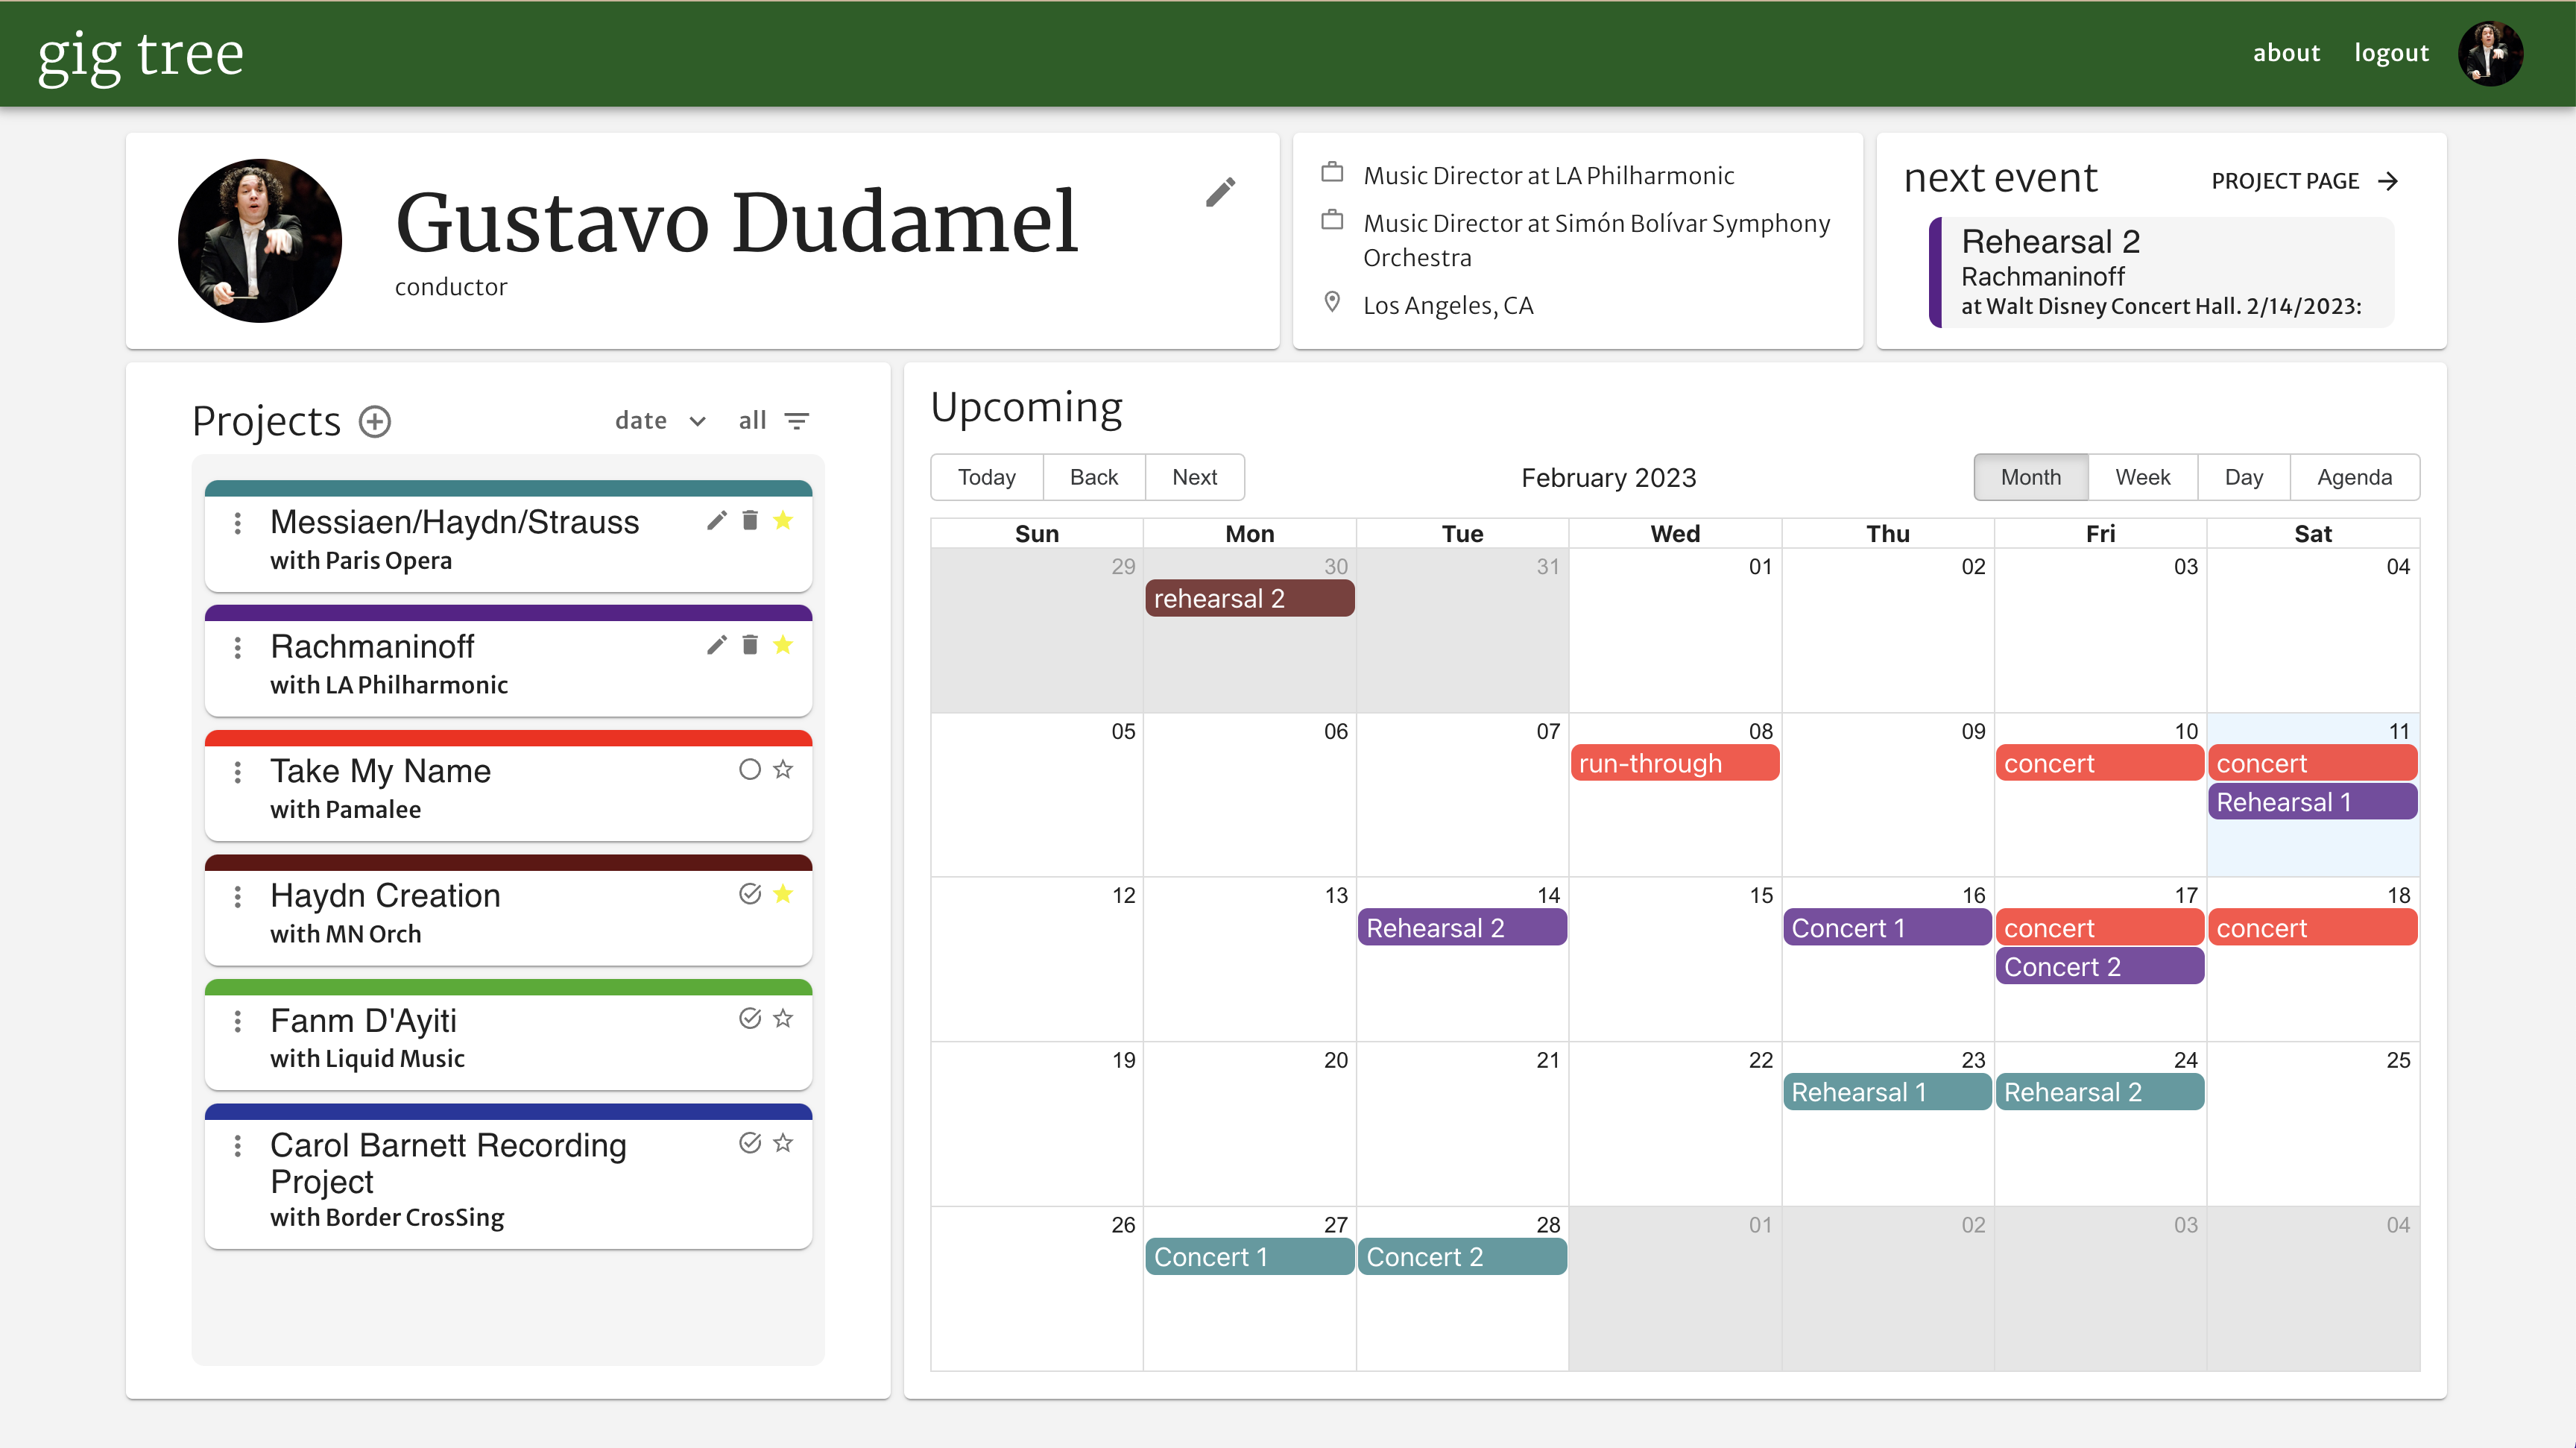 gig tree
about logout
Gustavo Dudamel
conductor
Music Director at LA Philharmonic
Music Director at Simón Bolívar Symphony
Orchestra
Los Angeles, CA
next event
PROJECT PAGE
Rehearsal 2
Rachmaninoff
at Walt Disney Concert Hall. 2/14/2023:
Projects
date all
Messiaen/Haydn/Strauss
with Paris Opera
Rachmaninoff
with LA Philharmonic
Take My Name
with Pamalee
Haydn Creation
with MN Orch
Fanm D'Ayiti
with Liquid Music
Carol Barnett Recording
Project
with Border CrosSing
Upcoming
Today Back Next
February 2023
Month Week Day Agenda
Sun Mon Tue Wed Thu Fri Sat
29 30 31 01 02 03 04
rehearsal 2
05 06 07 08 09 10 11
run-through concert concert
Rehearsal 1
12 13 14 15 16 17 18
Rehearsal 2 Concert 1 concert concert
Concert 2
19 20 21 22 23 24 25
Rehearsal 1 Rehearsal 2
26 27 28 01 02 03 04
Concert 1 Concert 2